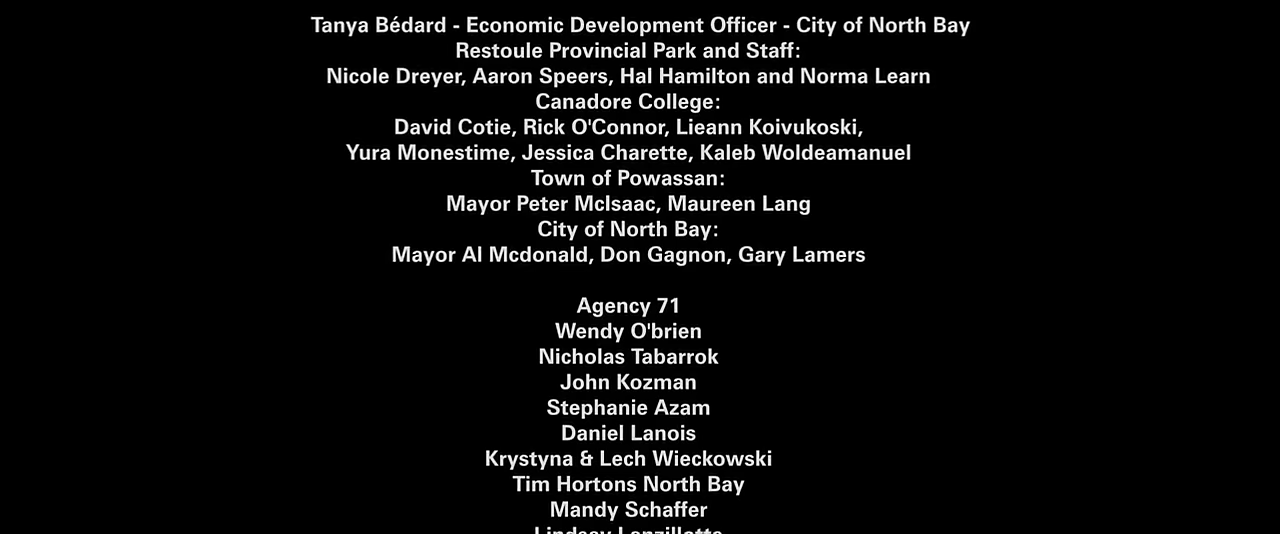 Tanya Bédard - Economic Development Officer - City of North Bay
Restoule Provincial Park and Staff:
Nicole Dreyer, Aaron Speers, Hal Hamilton and Norma Learn
Canadore College:
David Cotie, Rick O'Connor, Lieann Koivukoski,
Yura Monestime, Jessica Charette, Kaleb Woldeamanuel
Town of Powassan:
Mayor Peter McIsaac, Maureen Lang
City of North Bay:
Mayor Al Mcdonald, Don Gagnon, Gary Lamers
Agency 71
Wendy O'brien
Nicholas Tabarrok
John Kozman
Stephanie Azam
Daniel Lanois
Krystyna & Lech Wieckowski
Tim Hortons North Bay
Mandy Schaffer